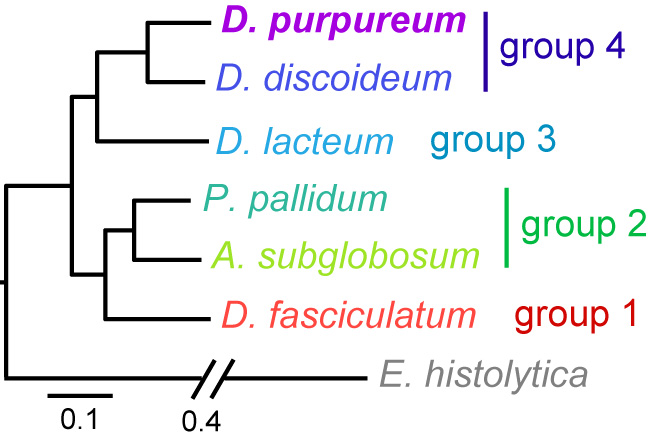 D. purpureum
group 4
D. discoideum
D. lacteum group 3
P. pallidum
group 2
A. subglobosum
D. fasciculatum group 1
E. histolytica
0.1 0.4